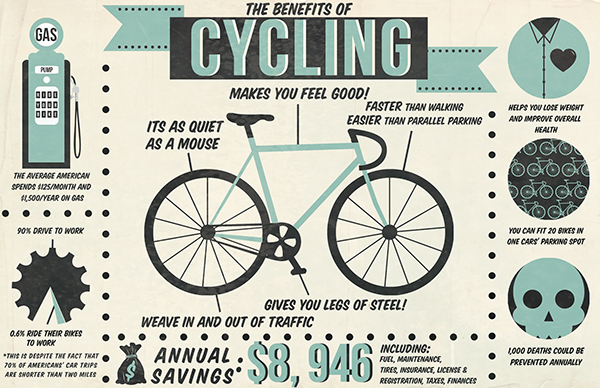 THE BENEFITS OF
CYCLING
GAS
PUMP
THE AVERAGE AMERICAN
SPENDS $125/MONTH AND
$1,500/YEAR ON GAS
90% DRIVE TO WORK
0.6% RIDE THEIR BIKES
TO WORK
*THIS IS DESPITE THE FACT THAT
70% OF AMERICANS' CAR TRIPS
ARE SHORTER THAN TWO MILES
MAKES YOU FEEL GOOD!
ITS AS QUIET
AS A MOUSE
FASTER THAN WALKING
EASIER THAN PARALLEL PARKING
GIVES YOU LEGS OF STEEL!
WEAVE IN AND OUT OF TRAFFIC
HELPS YOU LOSE WEIGHT
AND IMPROVE OVERALL
HEALTH
YOU CAN FIT 20 BIKES IN
ONE CARS' PARKING SPOT
1,000 DEATHS COULD BE
PREVENTED ANNUALLY
$
ANNUAL
SAVINGS*
$8,946
INCLUDING:
FUEL, MAINTENANCE,
TIRES, INSURANCE, LICENSE &
REGISTRATION, TAXES, FINANCES